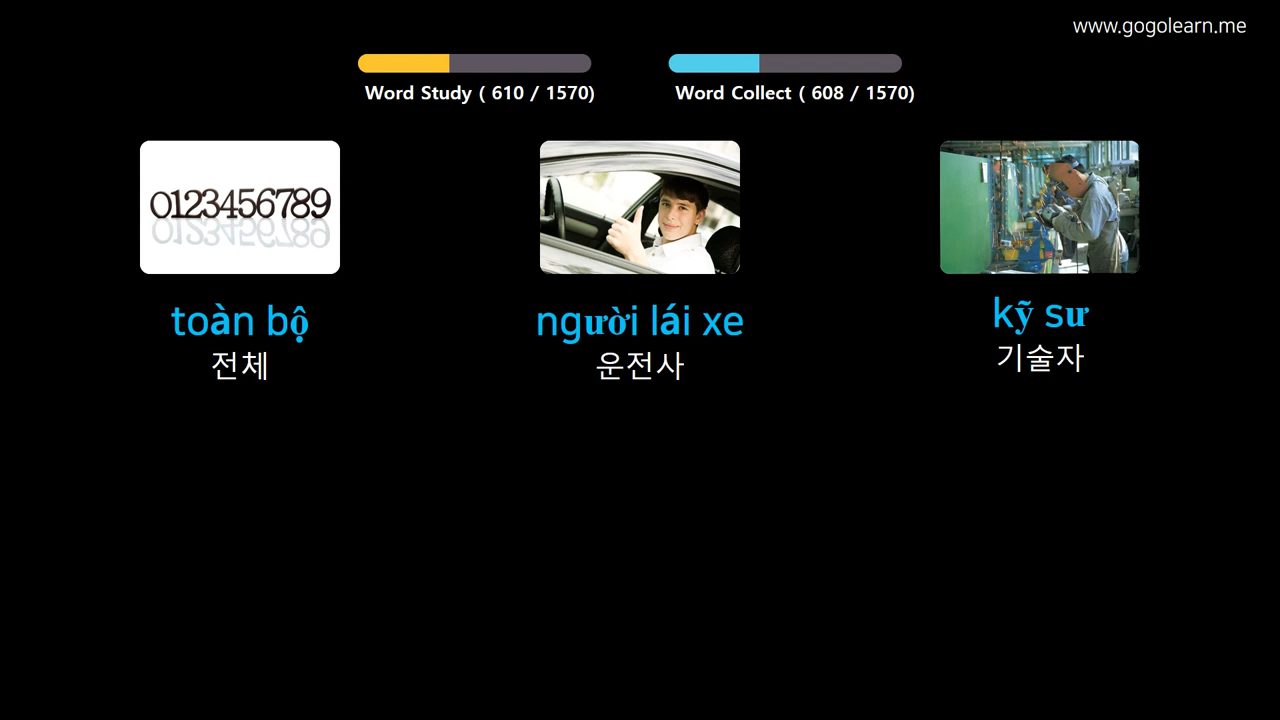 www.gogolearn.me
Word Study ( 610 / 1570)
Word Collect ( 608 / 1570)
0123456789
toàn bộ
전체
người lái xe
운전사
kỹ sư
기술자